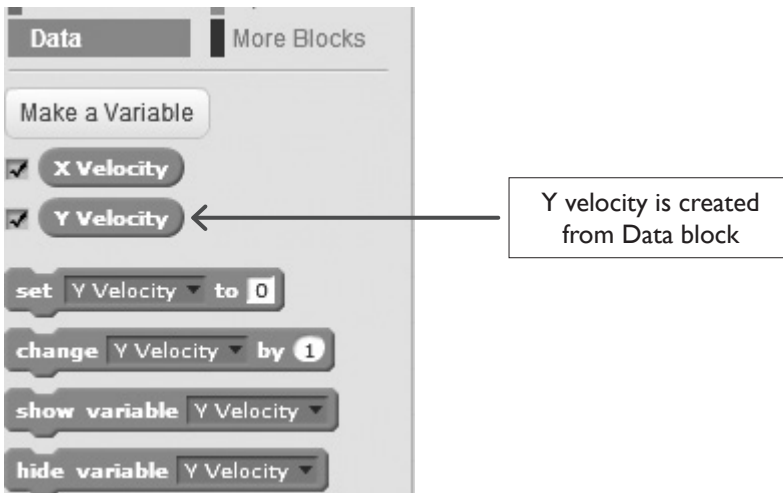 Data
More Blocks
Make a Variable
X Velocity
Y Velocity
Y velocity is created
from Data block
set Y Velocity to 0
change Y Velocity by 1
show variable Y Velocity
hide variable Y Velocity